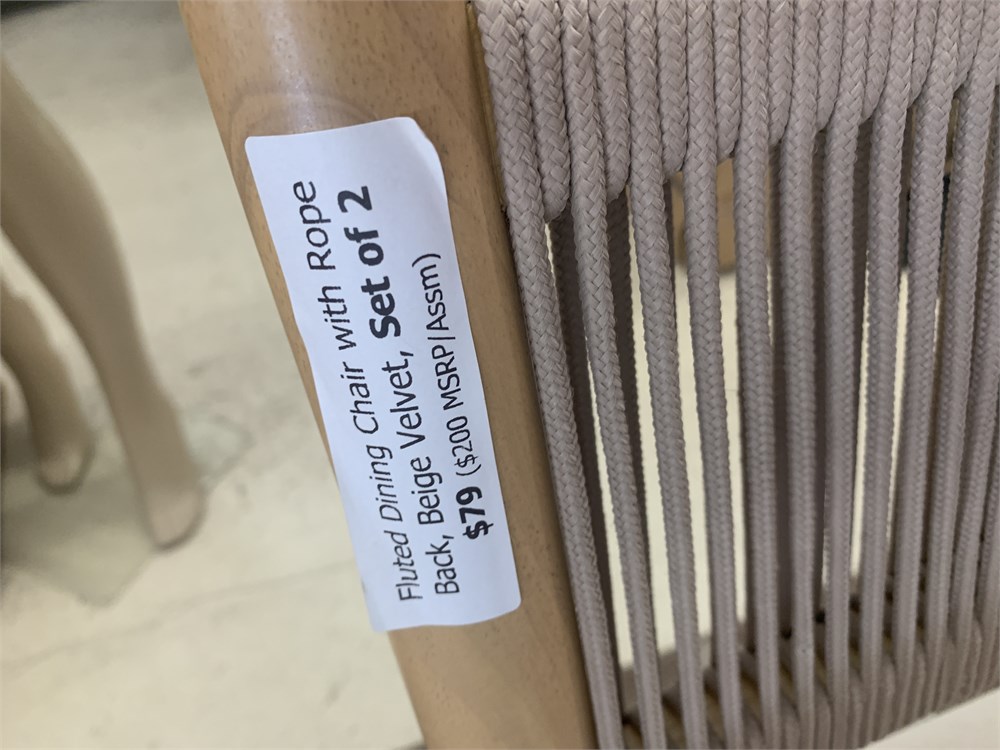 Fluted Dining Chair with Rope
Back, Beige Velvet, Set of 2
$79 ($200 MSRP/Assm)